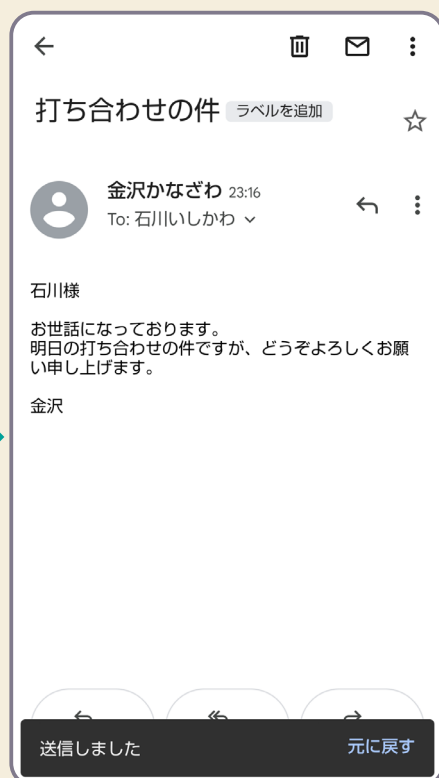 打ち合わせの件 ラベルを追加
金沢かなざわ 23:16
To: 石川いしかわ
石川様
お世話になっております。
明日の打ち合わせの件ですが、どうぞよろしくお願
い申し上げます。
金沢
送信しました 元に戻す